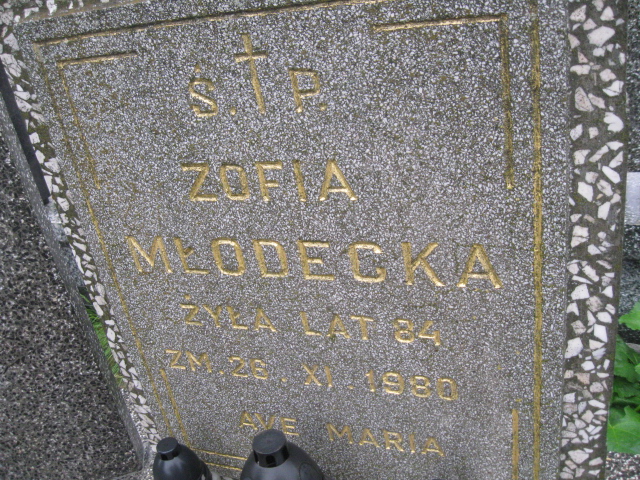 Ś. † P.
ZOFIA
MŁODECKA
ŻYŁA LAT 84
ZM. 28. XI. 1980
AVE MARIA